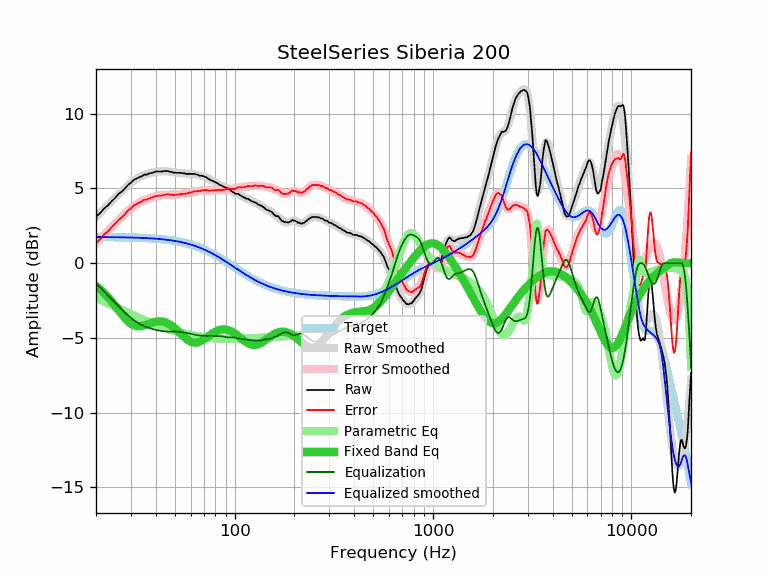 SteelSeries Siberia 200
Amplitude (dBr)
10
5
0
−5
−10
−15
Target
Raw Smoothed
Error Smoothed
Raw
Error
Parametric Eq
Fixed Band Eq
Equalization
Equalized smoothed
100
1000
10000
Frequency (Hz)